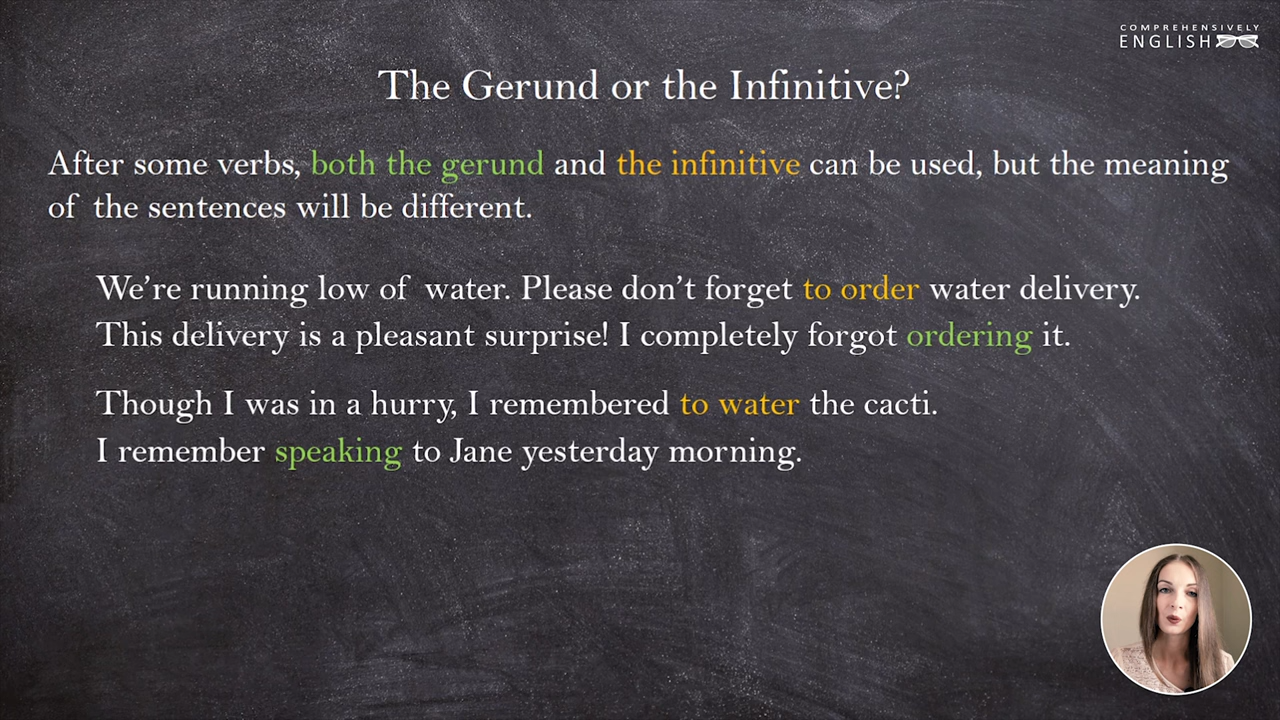 COMPREHENSIVELY
ENGLISH
The Gerund or the Infinitive?
After some verbs, both the gerund and the infinitive can be used, but the meaning
of the sentences will be different.
We're running low of water. Please don't forget to order water delivery.
This delivery is a pleasant surprise! I completely forgot ordering it.
Though I was in a hurry, I remembered to water the cacti.
I remember speaking to Jane yesterday morning.